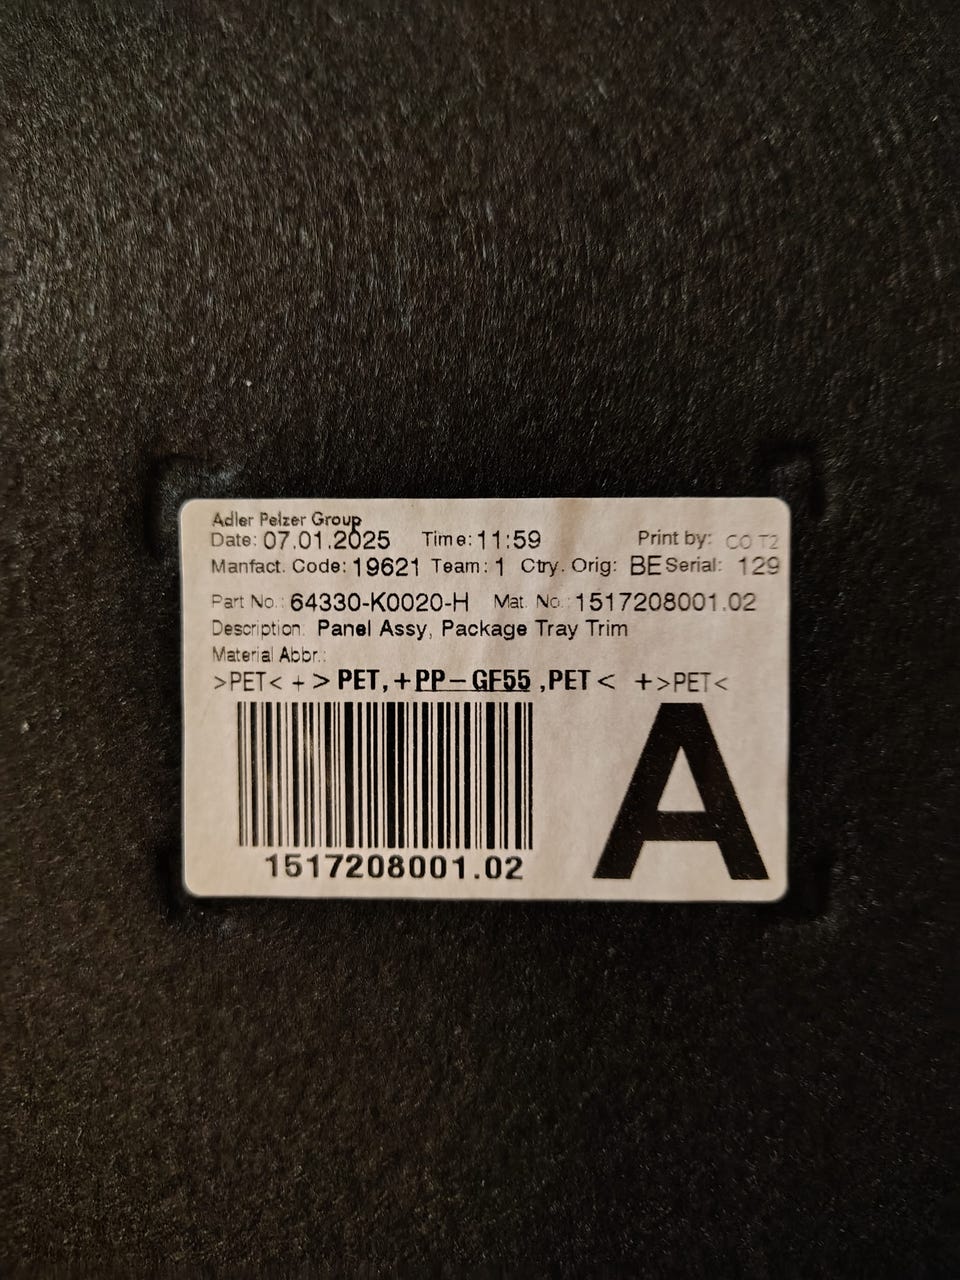 Adler Pelzer Group
Date: 07.01.2025 Time: 11:59 Print by: CO T2
Manfact. Code: 19621 Team: 1 Ctry. Orig: BE Serial: 129
Part No.: 64330-K0020-H Mat. No.: 1517208001.02
Description: Panel Assy, Package Tray Trim
Material Abbr.:
>PET< + > PET,+PP-GF55 ,PET < +>PET<
1517208001.02
A